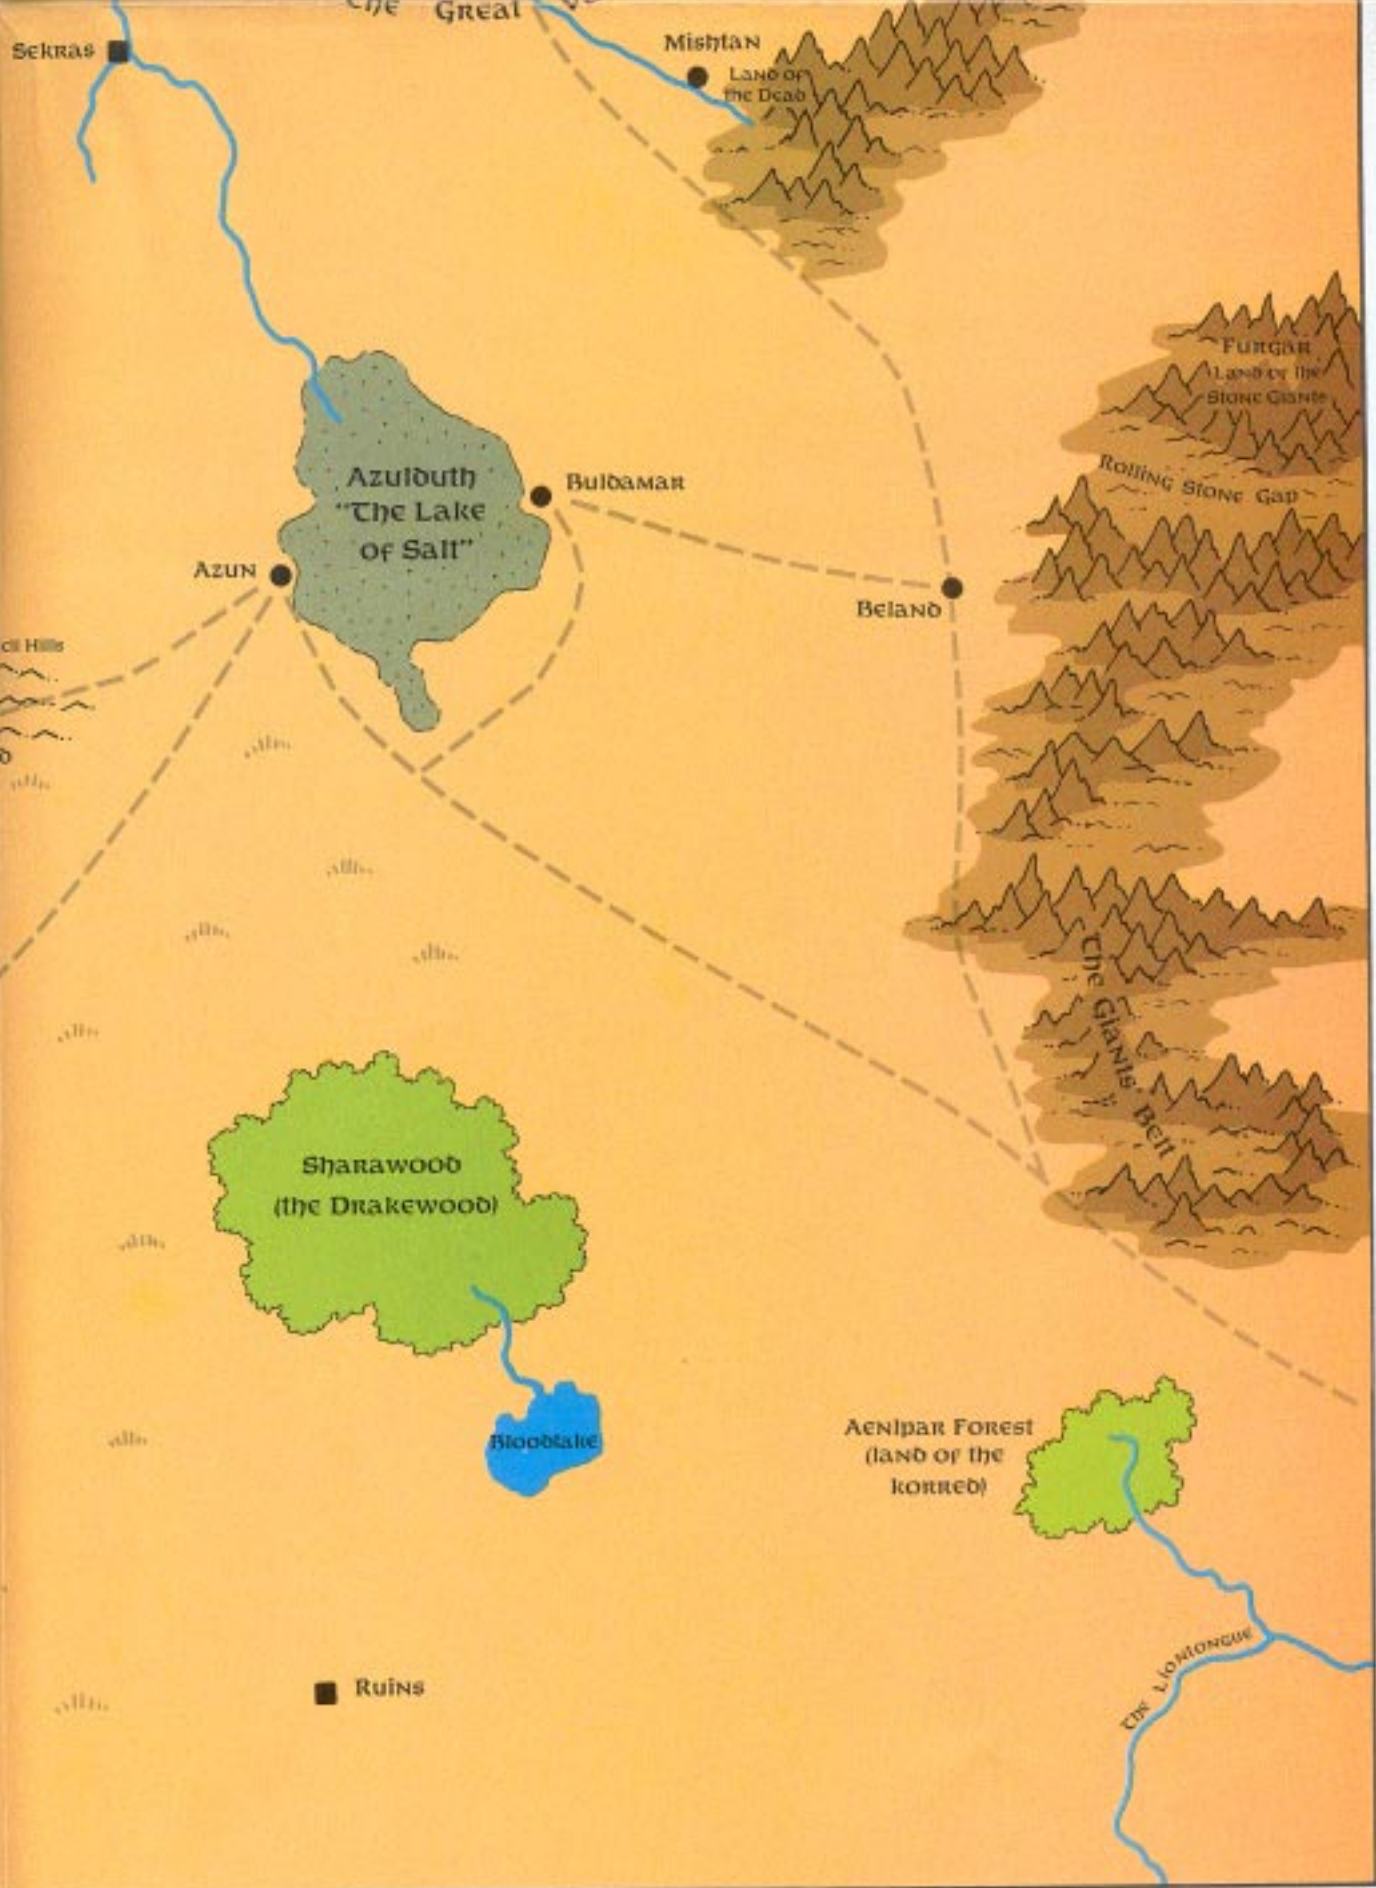 The Great
Sekras
Mishtan
Land of
the Dead
Furgar
Land of the
Stone Giants
Rolling Stone Gap
Azulduth
"The Lake
of Salt"
Buldamar
Azun
Beland
cil Hills
d
The Giants' Belt
Sharawood
(the Drakewood)
Bloodlake
Aenipar Forest
(land of the
korred)
The Liontongue
Ruins